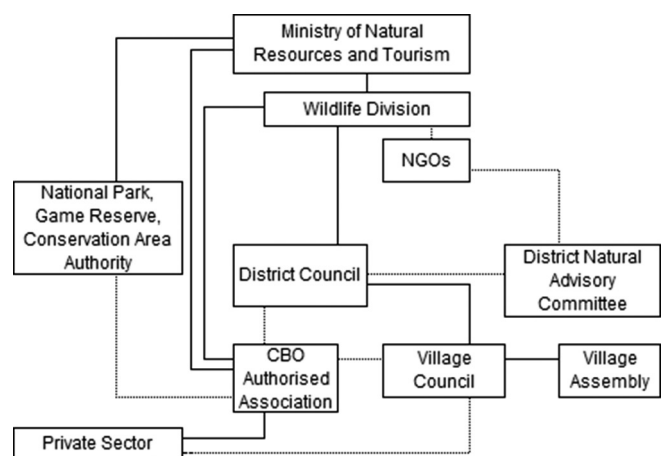 Ministry of Natural
Resources and Tourism
Wildlife Division
NGOs
National Park,
Game Reserve,
Conservation Area
Authority
District Council
District Natural
Advisory
Committee
CBO
Authorised
Association
Village
Council
Village
Assembly
Private Sector